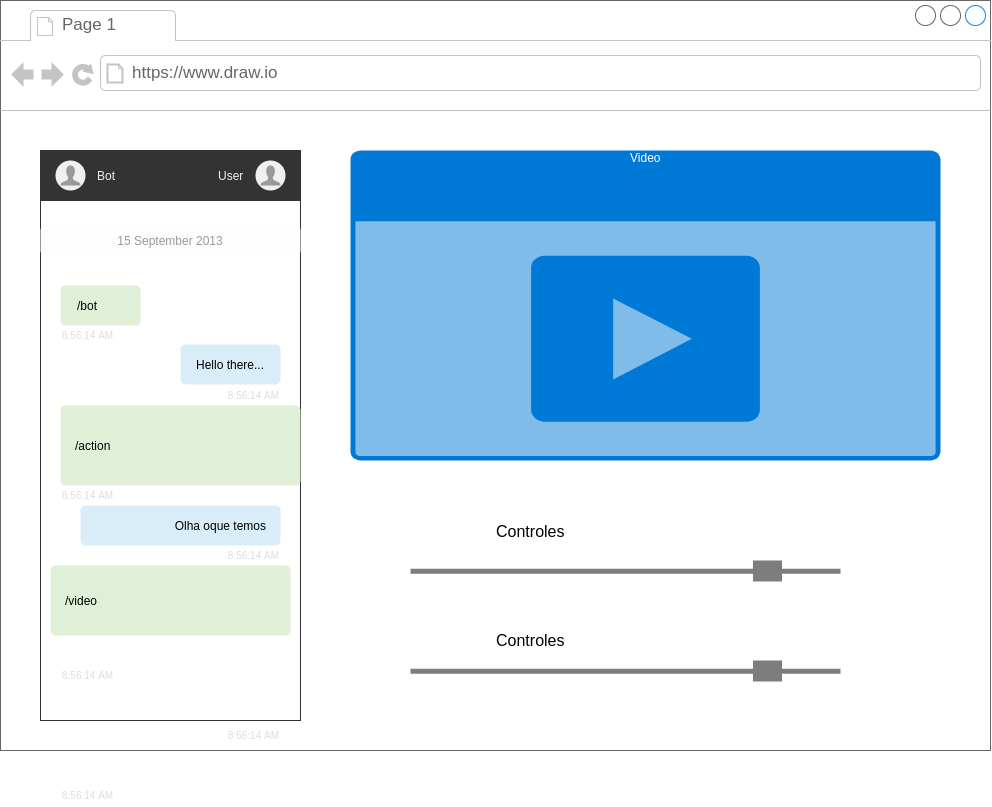 Page 1
https://www.draw.io
Bot
User
15 September 2013
/bot
8:56:14 AM
Hello there...
8:56:14 AM
/action
8:56:14 AM
Olha oque temos
8:56:14 AM
/video
8:56:14 AM
8:56:14 AM
8:56:14 AM
Video
Controles
Controles